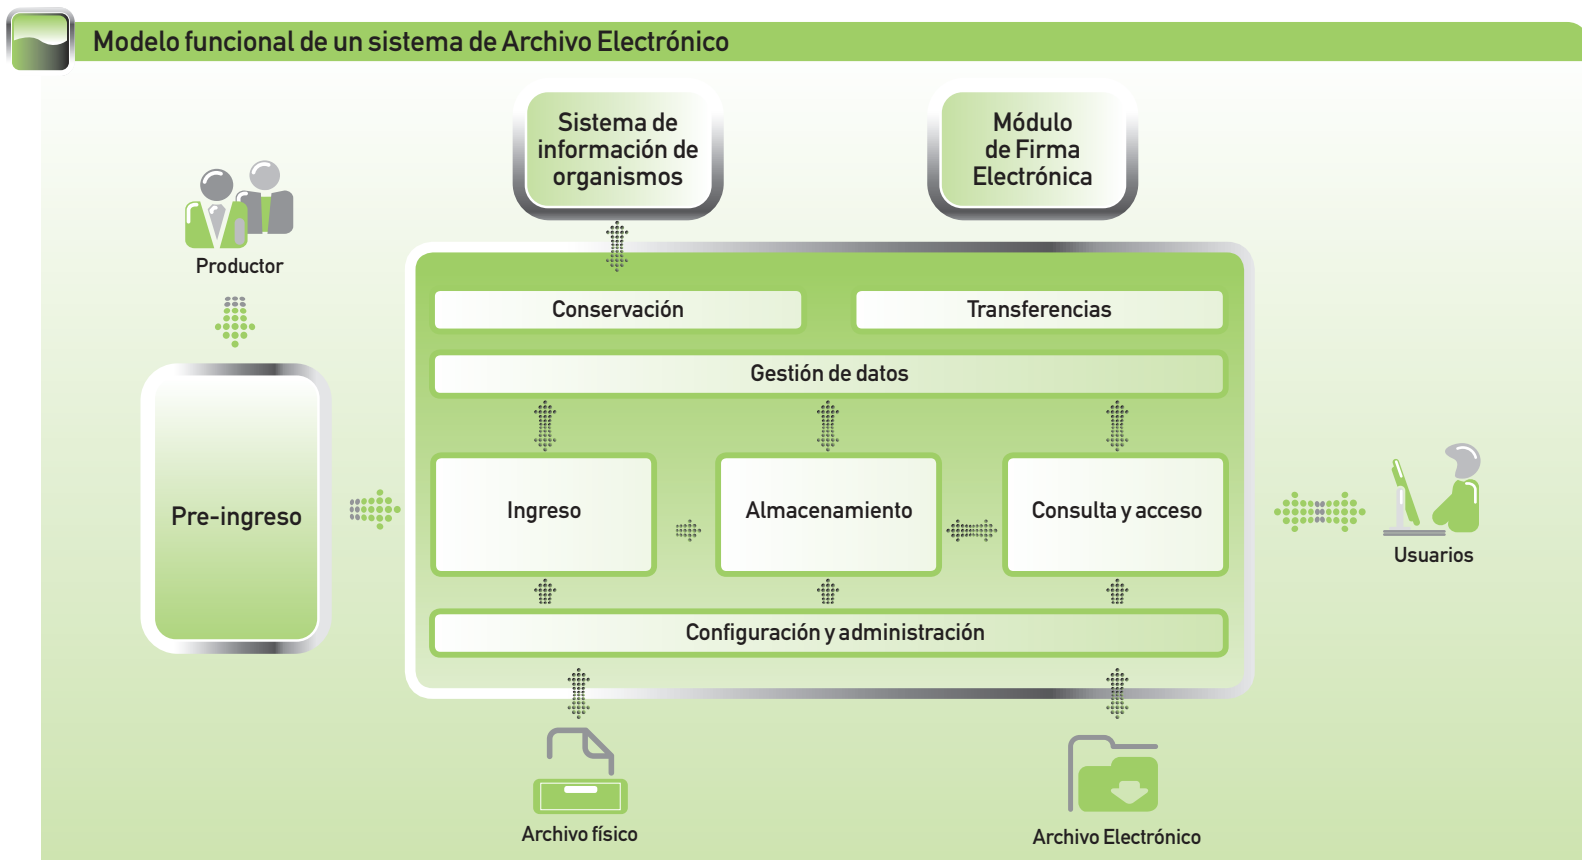 Modelo funcional de un sistema de Archivo Electrónico
Sistema de
información de
organismos
Módulo
de Firma
Electrónica
Productor
Conservación
Transferencias
Gestión de datos
Pre-ingreso
Ingreso
Almacenamiento
Consulta y acceso
Usuarios
Configuración y administración
Archivo físico
Archivo Electrónico